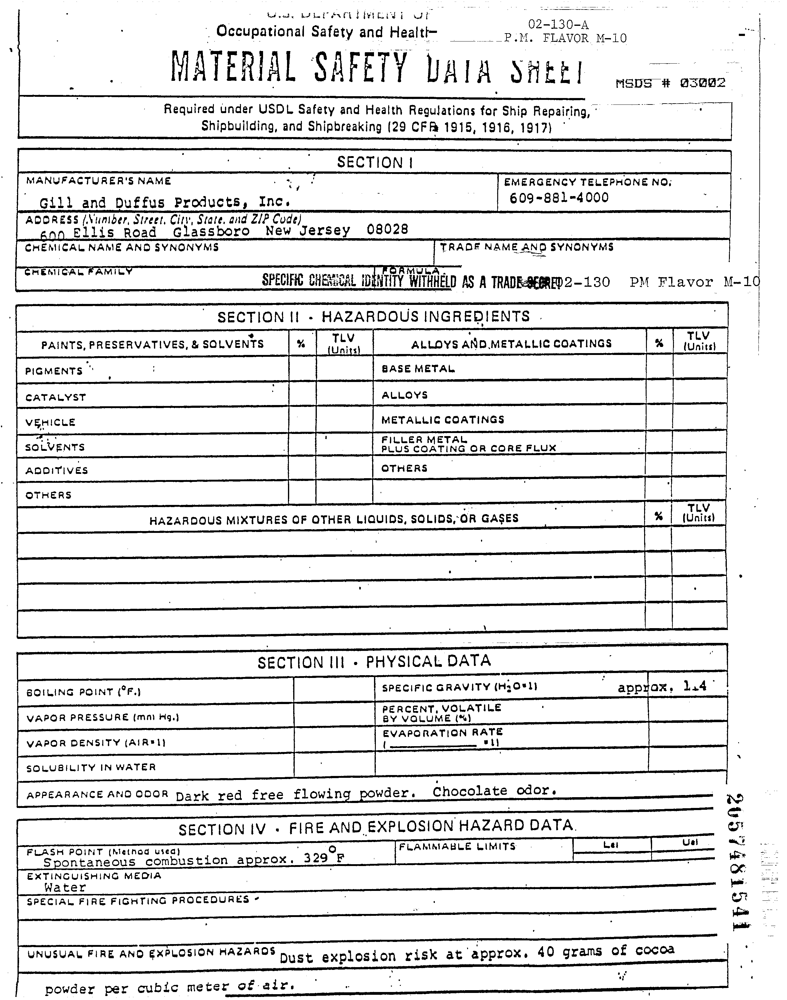 U.S. DEPARTMENT OF
Occupational Safety and Health
02-130-A
P.M. FLAVOR M-10
MATERIAL SAFETY DATA SHEET
MSDS # 03002
Required under USDL Safety and Health Regulations for Ship Repairing,
Shipbuilding, and Shipbreaking (29 CFR 1915, 1916, 1917)
SECTION I
MANUFACTURER'S NAME
EMERGENCY TELEPHONE NO.
Gill and Duffus Products, Inc.
609-881-4000
ADDRESS (Number, Street, City, State, and ZIP Code)
600 Ellis Road Glassboro New Jersey 08028
CHEMICAL NAME AND SYNONYMS
TRADE NAME AND SYNONYMS
CHEMICAL FAMILY
FORMULA
SPECIFIC CHEMICAL IDENTITY WITHHELD AS A TRADE SECRET 02-130 PM Flavor M-10
SECTION II - HAZARDOUS INGREDIENTS
PAINTS, PRESERVATIVES, & SOLVENTS % TLV (Units) ALLOYS AND METALLIC COATINGS % TLV (Units)
PIGMENTS BASE METAL
CATALYST ALLOYS
VEHICLE METALLIC COATINGS
SOLVENTS FILLER METAL
PLUS COATING OR CORE FLUX
ADDITIVES OTHERS
OTHERS
HAZARDOUS MIXTURES OF OTHER LIQUIDS, SOLIDS, OR GASES % TLV (Units)
SECTION III - PHYSICAL DATA
BOILING POINT (°F.) SPECIFIC GRAVITY (H2O=1) approx. 1.4
VAPOR PRESSURE (mm Hg.) PERCENT, VOLATILE
BY VOLUME (%)
VAPOR DENSITY (AIR=1) EVAPORATION RATE
(________ =1)
SOLUBILITY IN WATER
APPEARANCE AND ODOR Dark red free flowing powder. Chocolate odor.
SECTION IV - FIRE AND EXPLOSION HAZARD DATA
FLASH POINT (Method used) FLAMMABLE LIMITS Lel Uel
Spontaneous combustion approx. 329°F
EXTINGUISHING MEDIA
Water
SPECIAL FIRE FIGHTING PROCEDURES
UNUSUAL FIRE AND EXPLOSION HAZARDS Dust explosion risk at approx. 40 grams of cocoa
powder per cubic meter of air.
2057481541